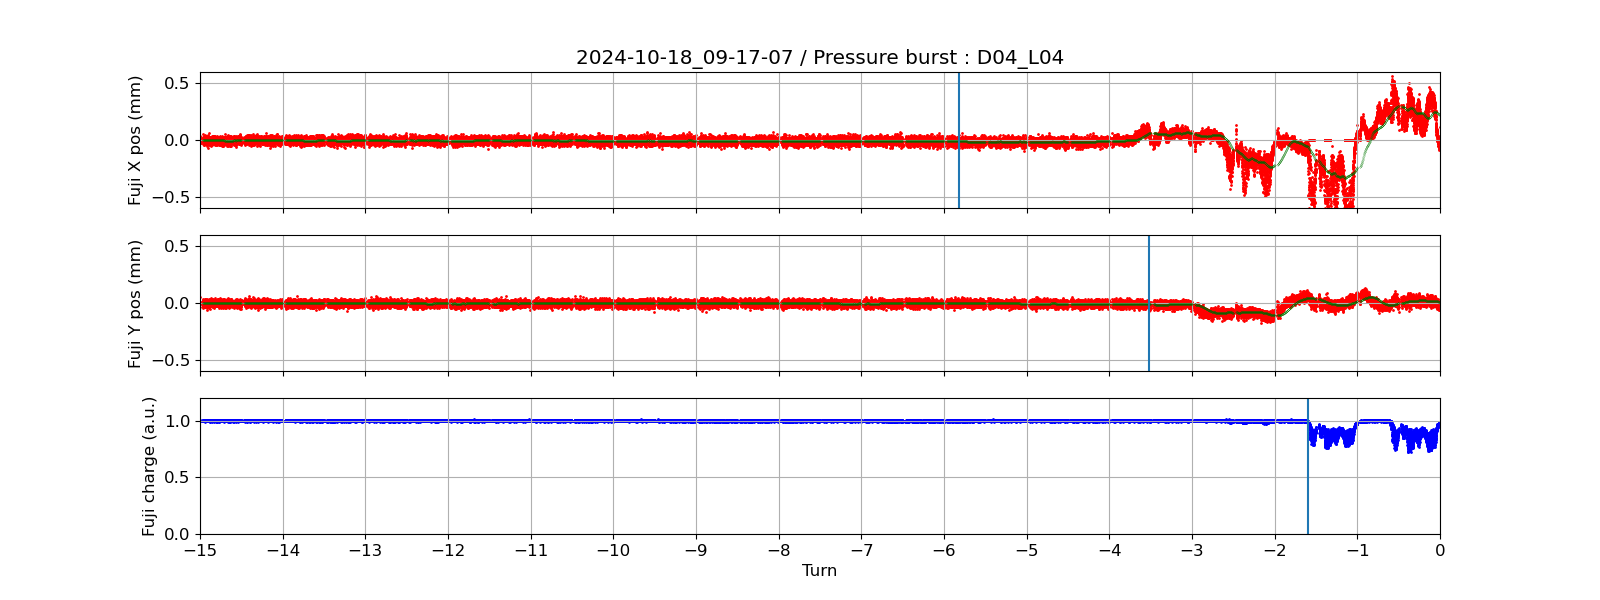 2024-10-18_09-17-07 / Pressure burst : D04_L04
Fuji X pos (mm)
0.5
0.0
−0.5
Fuji Y pos (mm)
0.5
0.0
−0.5
Fuji charge (a.u.)
1.0
0.5
0.0
−15 −14 −13 −12 −11 −10 −9 −8 −7 −6 −5 −4 −3 −2 −1 0
Turn